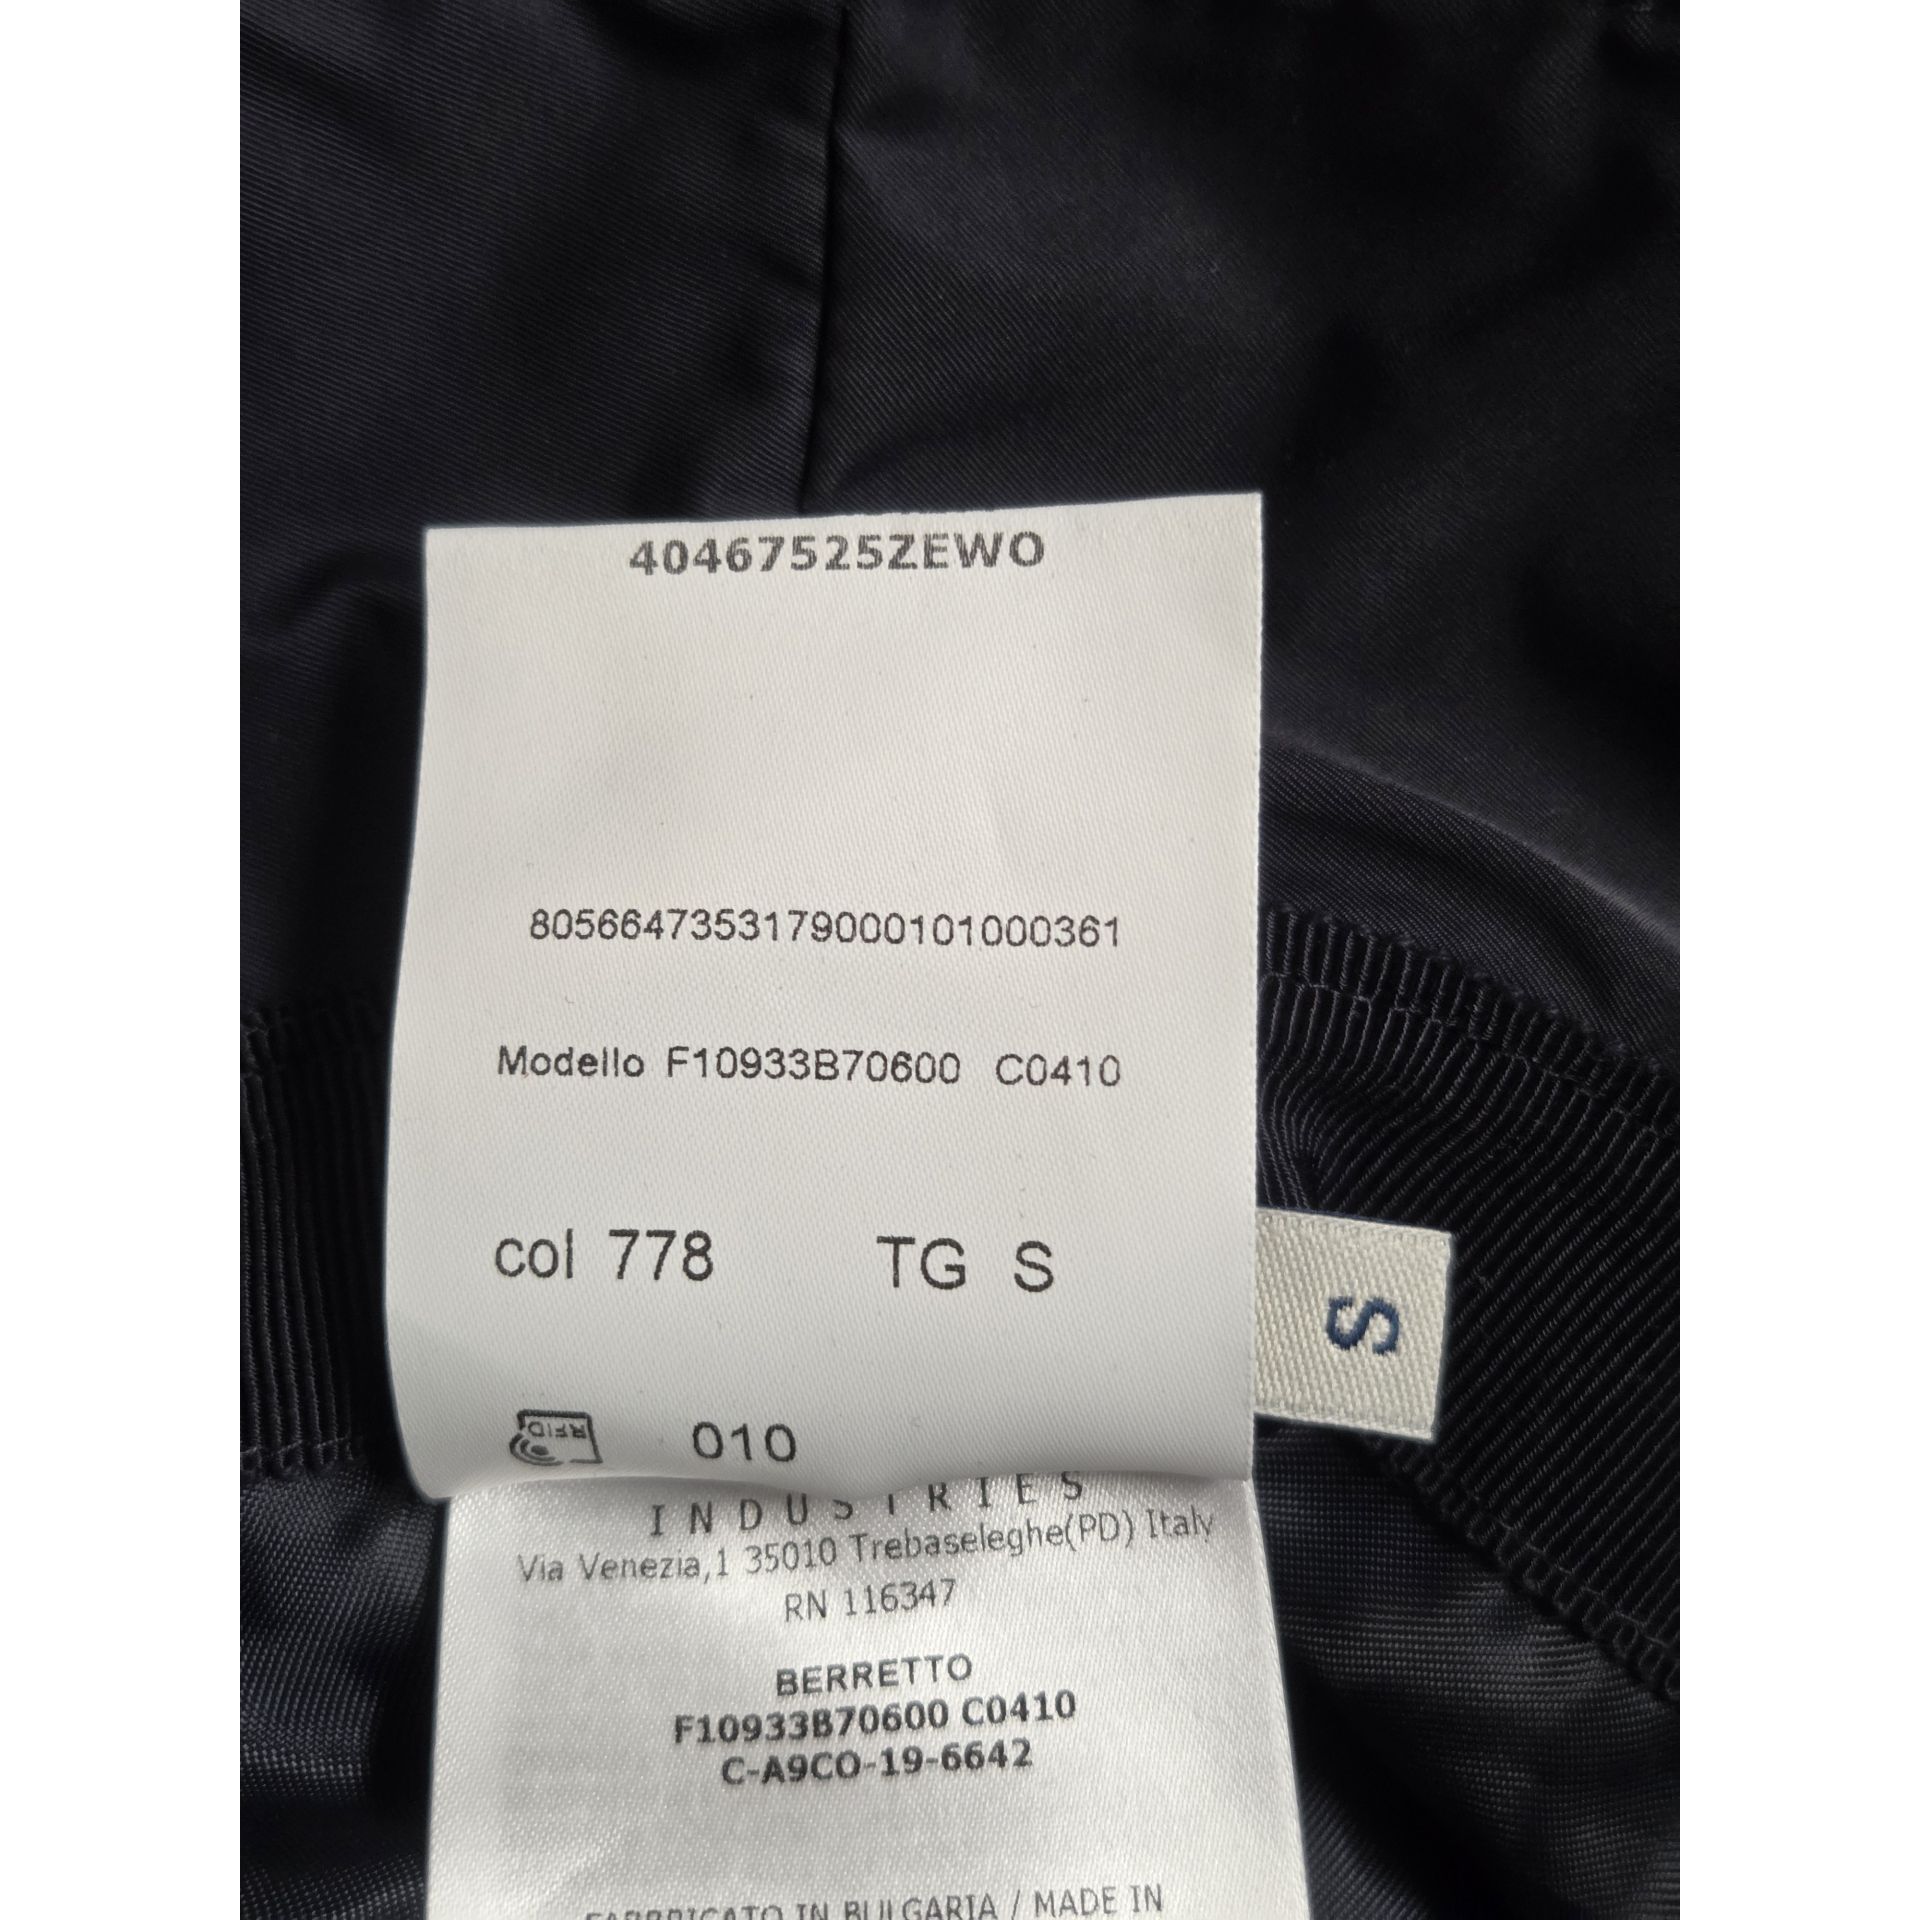 40467525ZEWO
8056647353179000101000361
Modello F10933B70600 C0410
col 778 TG S
S
RFID 010
INDUSTRIES
Via Venezia,1 35010 Trebaseleghe(PD) Italy
RN 116347
BERRETTO
F10933B70600 C0410
C-A9CO-19-6642
FABBRICATO IN BULGARIA / MADE IN